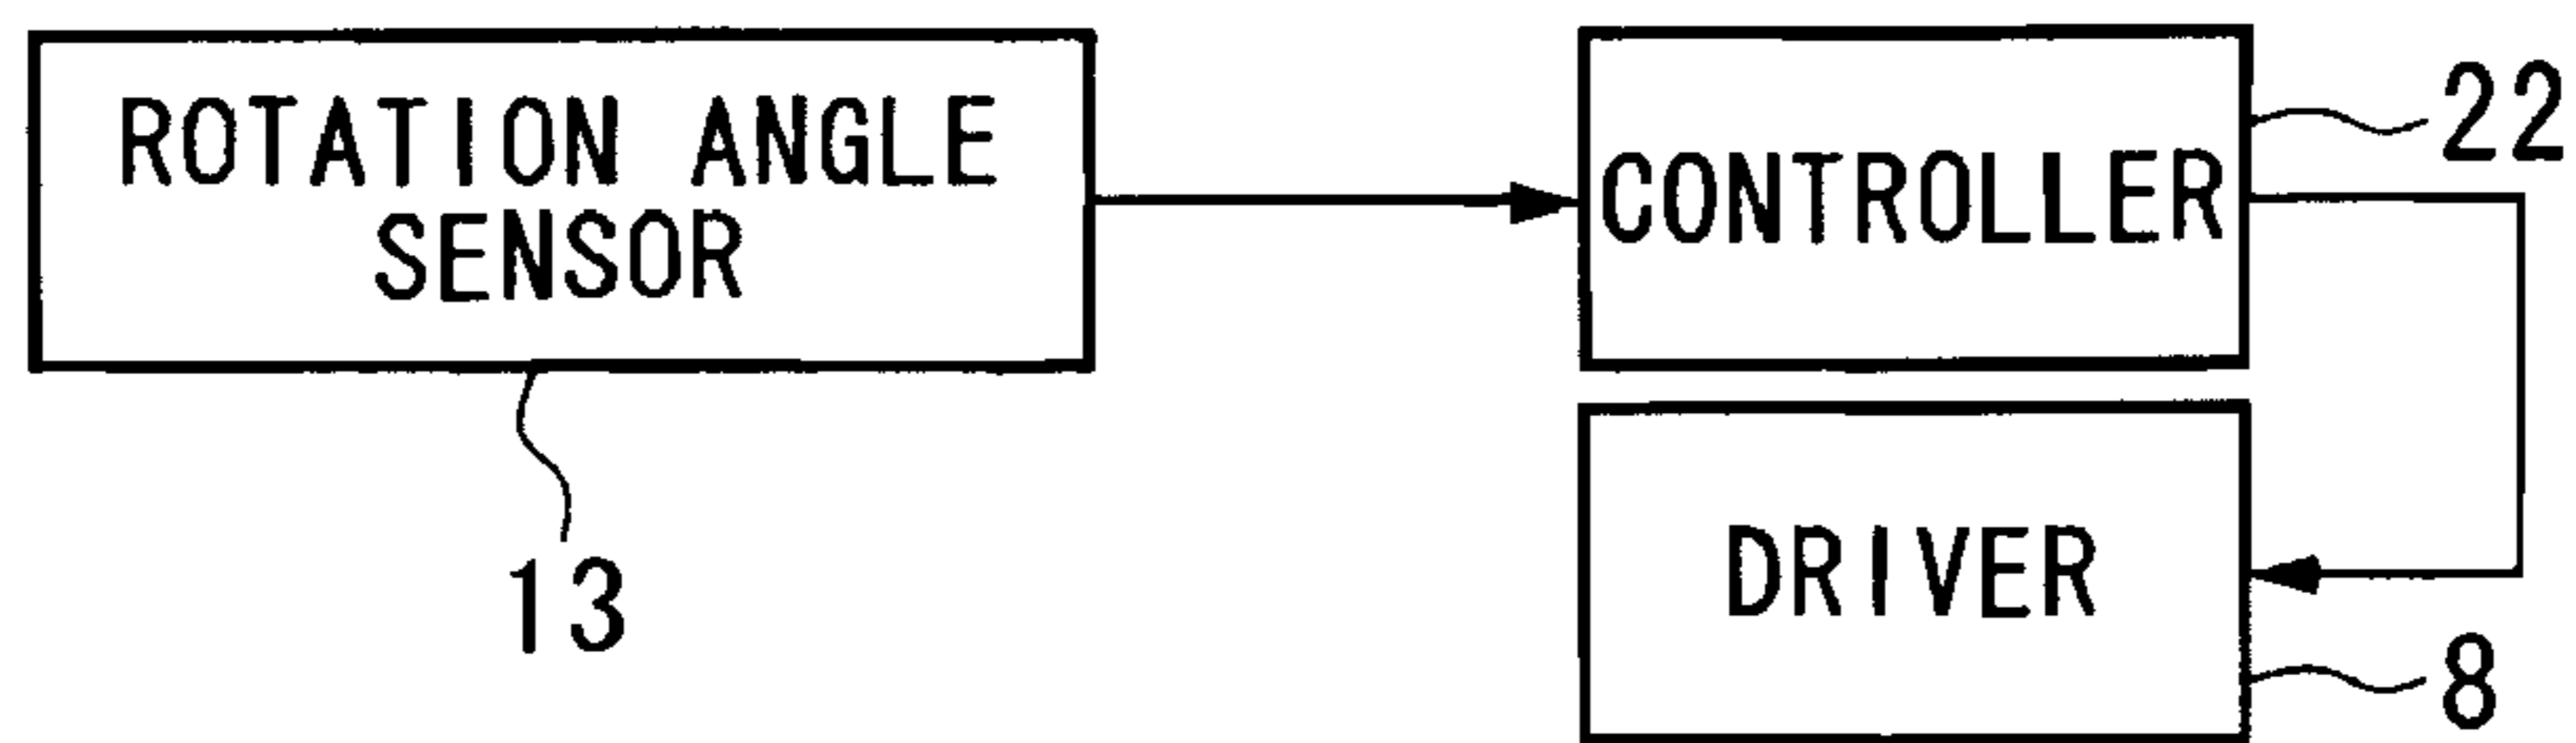 ROTATION ANGLE
SENSOR
13
CONTROLLER
22
DRIVER
8